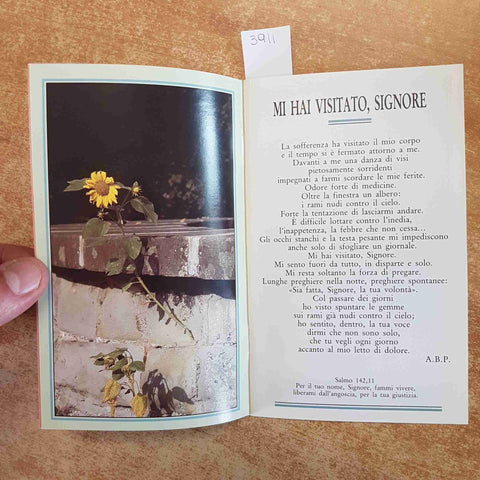 3911
MI HAI VISITATO, SIGNORE
La sofferenza ha visitato il mio corpo
e il tempo si è fermato attorno a me.
Davanti a me una danza di visi
pietosamente sorridenti
impegnati a farmi scordare le mie ferite.
Odore forte di medicine.
Oltre la finestra un albero:
i rami nudi contro il cielo.
Forte la tentazione di lasciarmi andare.
È difficile lottare contro l'inedia,
l'inappetenza, la febbre che non cessa...
Gli occhi stanchi e la testa pesante mi impediscono
anche solo di sfogliare un giornale.
Mi hai visitato, Signore.
Mi sento fuori da tutto, in disparte e solo.
Mi resta soltanto la forza di pregare.
Lunghe preghiere nella notte, preghiere spontanee:
«Sia fatta, Signore, la tua volontà».
Col passare dei giorni
ho visto spuntare le gemme
sui rami già nudi contro il cielo;
ho sentito, dentro, la tua voce
dirmi che non sono solo,
che tu vegli ogni giorno
accanto al mio letto di dolore.
A.B.P.
Salmo 142,11
Per il tuo nome, Signore, fammi vivere,
liberami dall'angoscia, per la tua giustizia.